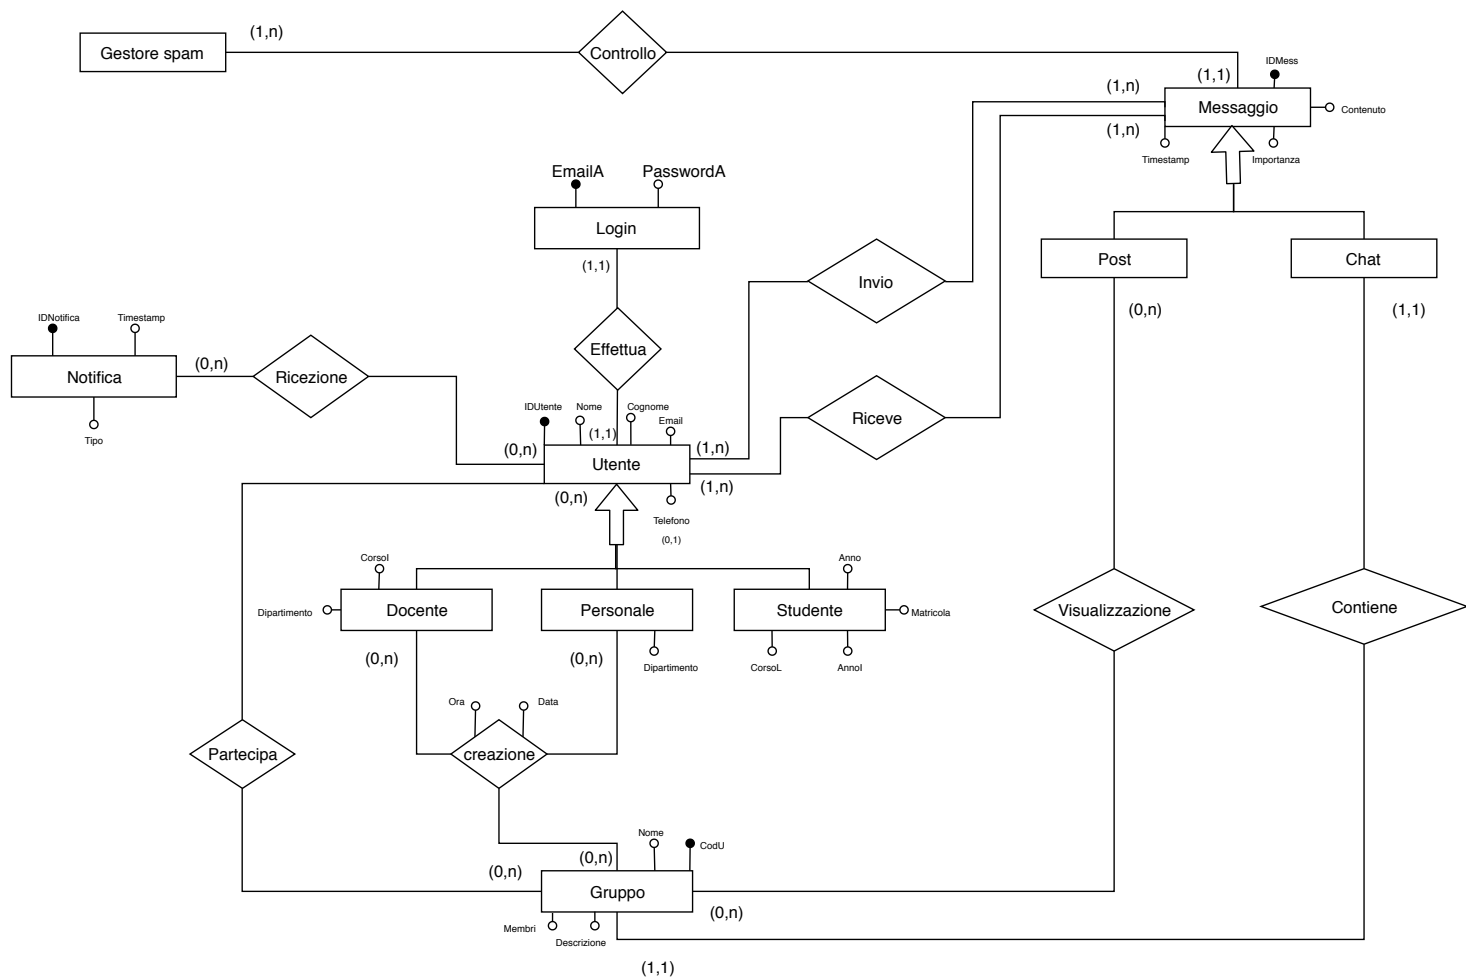 (1,n)
Gestore spam
Controllo
IDMess
(1,1)
(1,n)
Messaggio
Contenuto
(1,n)
Timestamp
Importanza
EmailA
PasswordA
Login
(1,1)
Post
Chat
Invio
(0,n)
(1,1)
IDNotifica
Timestamp
Effettua
(0,n)
Notifica
Ricezione
IDUtente
Nome
Cognome
Email
Riceve
Tipo
(1,1)
(0,n)
(1,n)
Utente
(1,n)
(0,n)
Telefono
(0,1)
CorsoI
Anno
Dipartimento
Docente
Personale
Studente
Matricola
Visualizzazione
Contiene
(0,n)
(0,n)
Dipartimento
CorsoL
AnnoI
Ora
Data
Partecipa
creazione
Nome
CodU
(0,n)
(0,n)
Gruppo
(0,n)
Membri
Descrizione
(1,1)